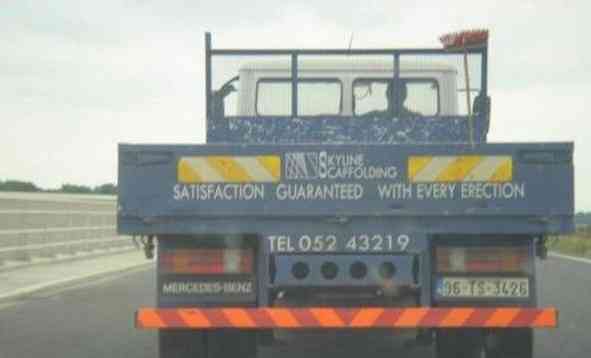 SKYLINE
SCAFFOLDING
SATISFACTION GUARANTEED WITH EVERY ERECTION
TEL 052 43219
MERCEDES-BENZ
96-TS-3426